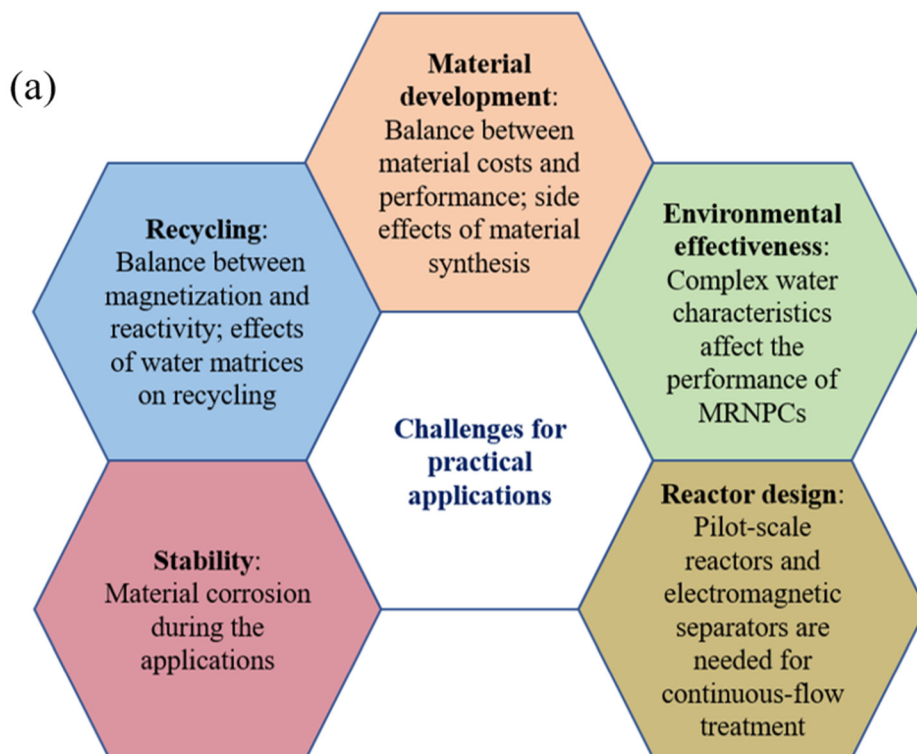 (a)
Material
development:
Balance between
material costs and
performance; side
effects of material
synthesis
Recycling:
Balance between
magnetization and
reactivity; effects
of water matrices
on recycling
Environmental
effectiveness:
Complex water
characteristics
affect the
performance of
MRNPCs
Challenges for
practical
applications
Stability:
Material corrosion
during the
applications
Reactor design:
Pilot-scale
reactors and
electromagnetic
separators are
needed for
continuous-flow
treatment